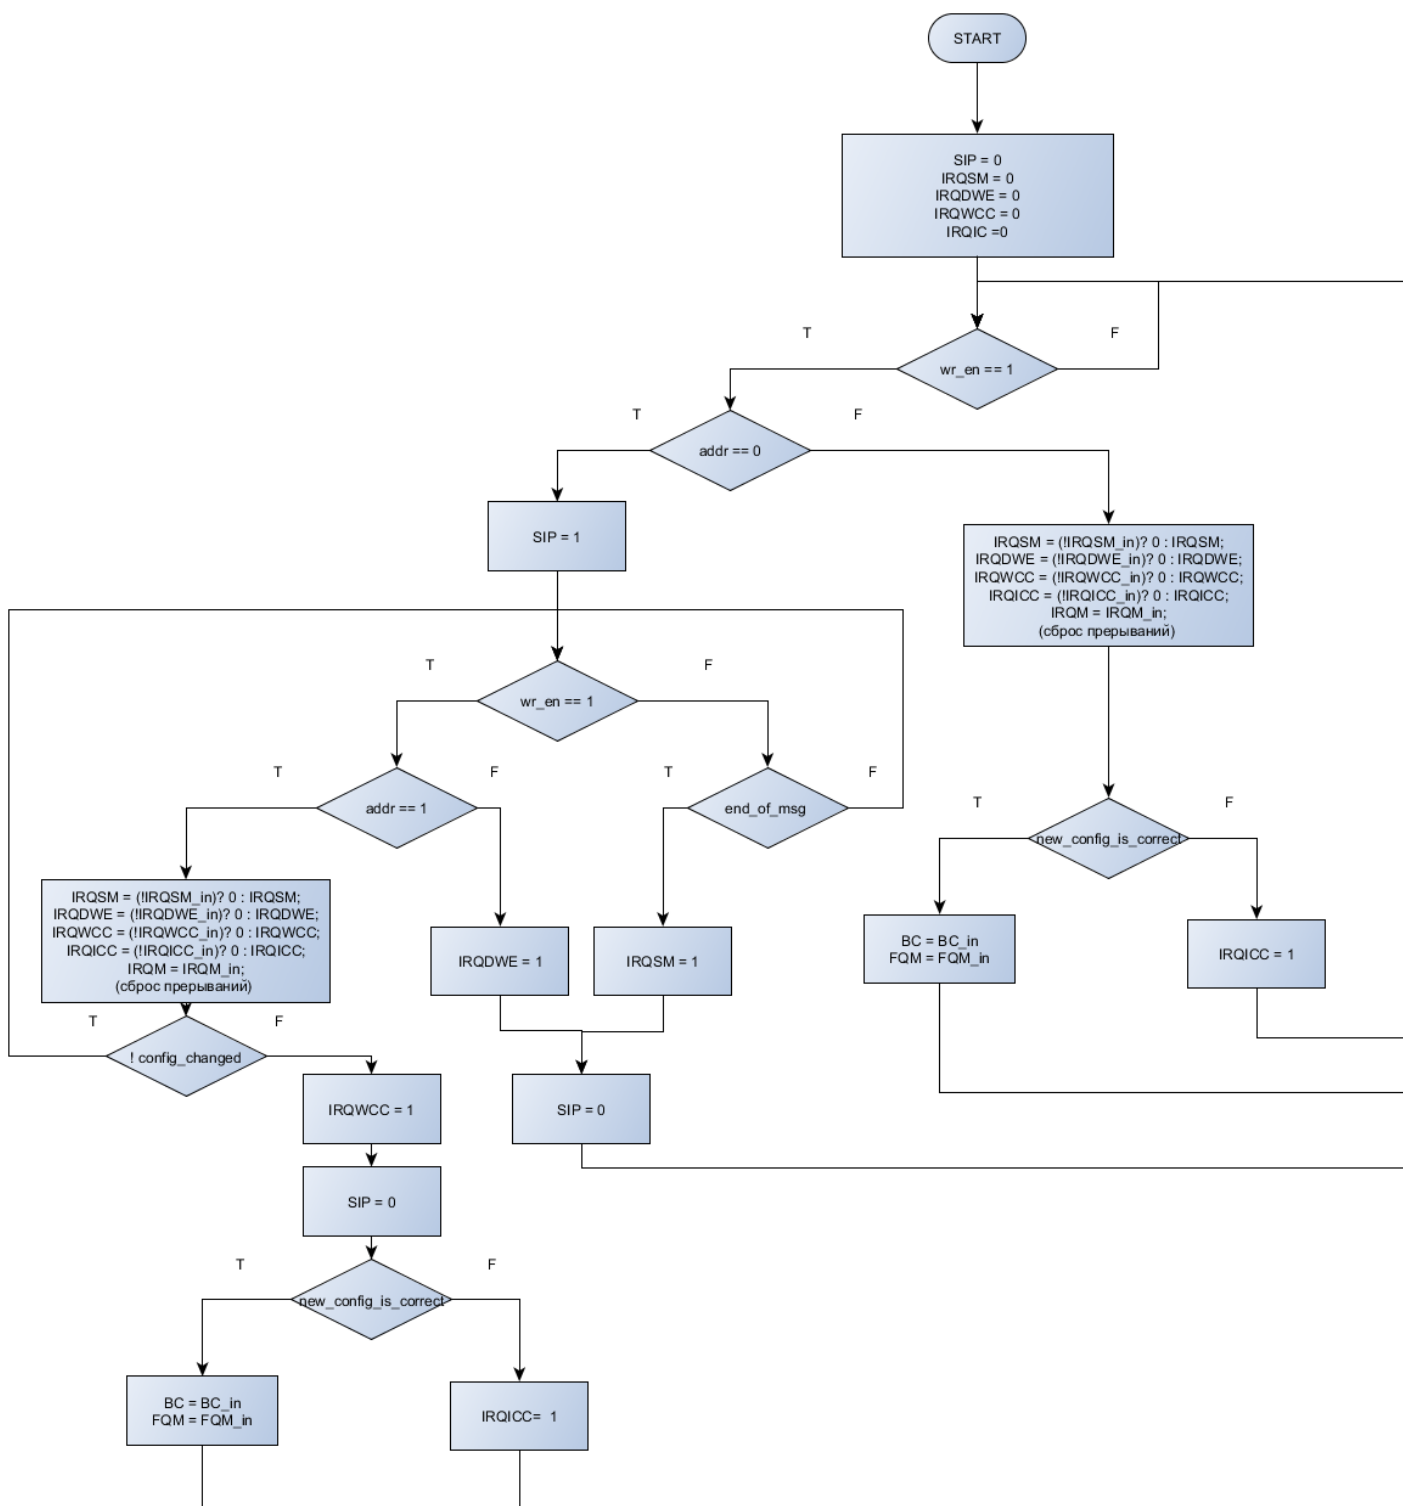 START
SIP = 0
IRQSM = 0
IRQDWE = 0
IRQWCC = 0
IRQIC =0
T
F
wr_en == 1
T
F
addr == 0
SIP = 1
IRQSM = (!IRQSM_in)? 0 : IRQSM;
IRQDWE = (!IRQDWE_in)? 0 : IRQDWE;
IRQWCC = (!IRQWCC_in)? 0 : IRQWCC;
IRQICC = (!IRQICC_in)? 0 : IRQICC;
IRQM = IRQM_in;
(сброс прерываний)
T
F
wr_en == 1
T
F
addr == 1
T
F
end_of_msg
T
F
new_config_is_correct
IRQSM = (!IRQSM_in)? 0 : IRQSM;
IRQDWE = (!IRQDWE_in)? 0 : IRQDWE;
IRQWCC = (!IRQWCC_in)? 0 : IRQWCC;
IRQICC = (!IRQICC_in)? 0 : IRQICC;
IRQM = IRQM_in;
(сброс прерываний)
IRQDWE = 1
IRQSM = 1
BC = BC_in
FQM = FQM_in
IRQICC = 1
T
F
! config_changed
IRQWCC = 1
SIP = 0
SIP = 0
T
F
new_config_is_correct
BC = BC_in
FQM = FQM_in
IRQICC= 1